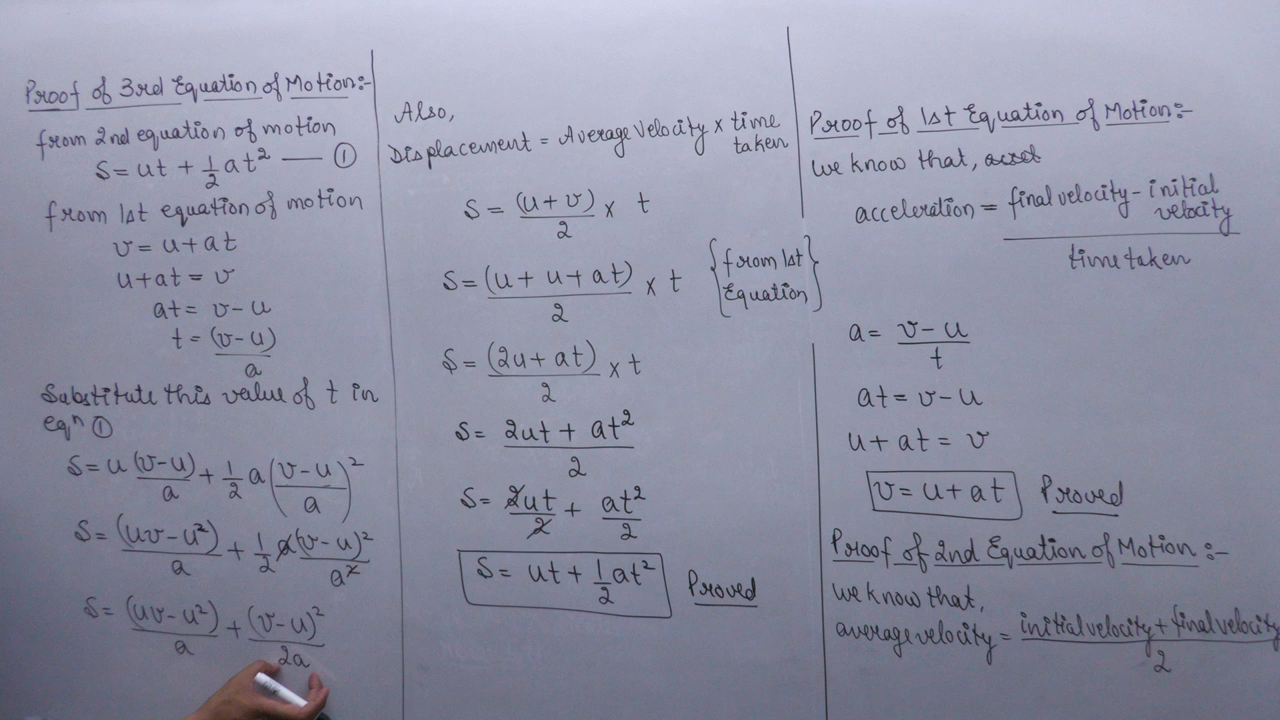 Proof of 3rd Equation of Motion:-
from 2nd equation of motion
S = ut + 1/2 at² —— ①
from 1st equation of motion
v = u + at
u + at = v
at = v - u
t = (v - u)/a
Substitute this value of t in
eqⁿ ①
S = u (v - u)/a + 1/2 a ((v - u)/a)²
S = (uv - u²)/a + 1/2 a (v - u)²/a²
S = (uv - u²)/a + (v - u)²/2a
Also,
Displacement = Average Velocity × time
taken
S = (u + v)/2 × t
S = (u + u + at)/2 × t {from 1st Equation}
S = (2u + at)/2 × t
S = (2ut + at²)/2
S = 2ut/2 + at²/2
S = ut + 1/2 at² Proved
Proof of 1st Equation of Motion:-
we know that,
acceleration = (final velocity - initial velocity)/time taken
a = (v - u)/t
at = v - u
u + at = v
v = u + at Proved
Proof of 2nd Equation of Motion:-
we know that,
average velocity = (initial velocity + final velocity)/2